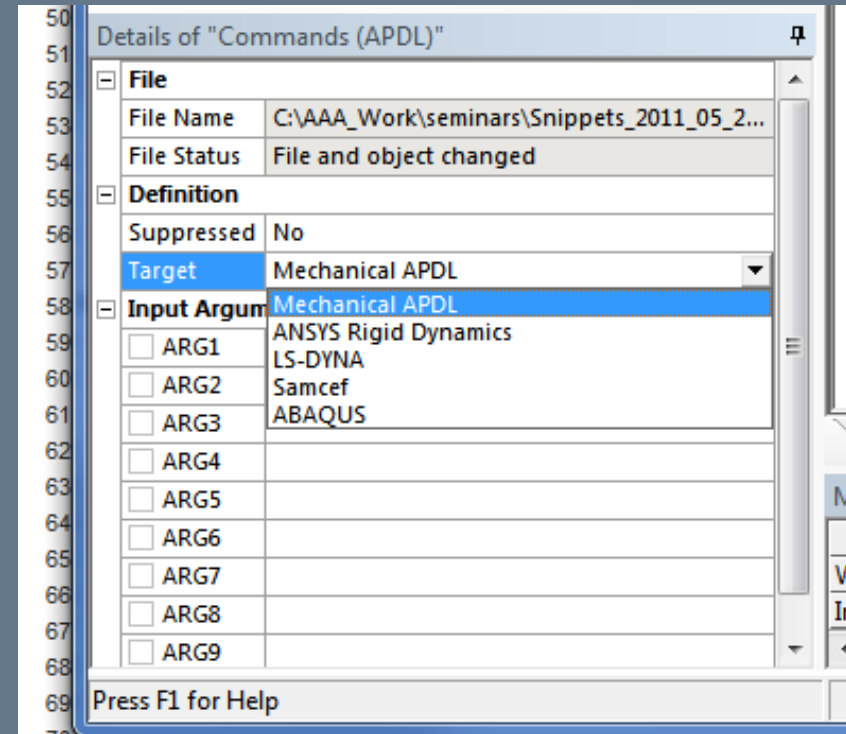 50
51
52
53
54
55
56
57
58
59
60
61
62
63
64
65
66
67
68
69
Details of "Commands (APDL)"
File
File Name C:\AAA_Work\seminars\Snippets_2011_05_2...
File Status File and object changed
Definition
Suppressed No
Target Mechanical APDL
Input Argum
Mechanical APDL
ANSYS Rigid Dynamics
LS-DYNA
Samcef
ABAQUS
ARG1
ARG2
ARG3
ARG4
ARG5
ARG6
ARG7
ARG8
ARG9
Press F1 for Help